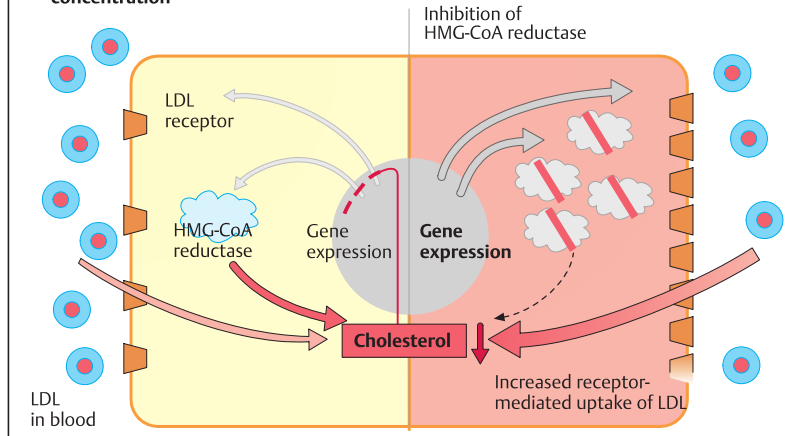 concentration
Inhibition of
HMG-CoA reductase
LDL
receptor
HMG-CoA
reductase
Gene
expression
Gene
expression
Cholesterol
Increased receptor-
mediated uptake of LDL
LDL
in blood